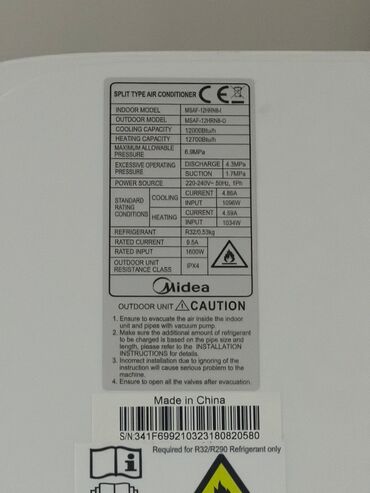 SPLIT TYPE AIR CONDITIONER CE
INDOOR MODEL MSAF-12HRN8-I
OUTDOOR MODEL MSAF-12HRN8-O
COOLING CAPACITY 12000Btu/h
HEATING CAPACITY 12700Btu/h
MAXIMUM ALLOWABLE PRESSURE 6.9MPa
EXCESSIVE OPERATING PRESSURE DISCHARGE 4.3MPa
SUCTION 1.7MPa
POWER SOURCE 220-240V~ 50Hz, 1Ph
STANDARD RATING CONDITIONS COOLING CURRENT 4.86A
INPUT 1096W
HEATING CURRENT 4.59A
INPUT 1034W
REFRIGERANT R32/0.53kg
RATED CURRENT 9.5A
RATED INPUT 1600W
OUTDOOR UNIT RESISTANCE CLASS IPX4
Midea
OUTDOOR UNIT CAUTION
1. Ensure to evacuate the air inside the indoor
unit and pipes with vacuum pump.
2. Make sure the additional amount of refrigerant
to be charged is based on the pipe size and
length, please refer to the INSTALLATION
INSTRUCTIONS for details.
3. Incorrect installation due to ignoring of the
instruction will cause serious problem to the
machine.
4. Ensure to open all the valves after evacuation.
Made in China
S/N:341F699210323180820580
Required for R32/R290 Refrigerant only